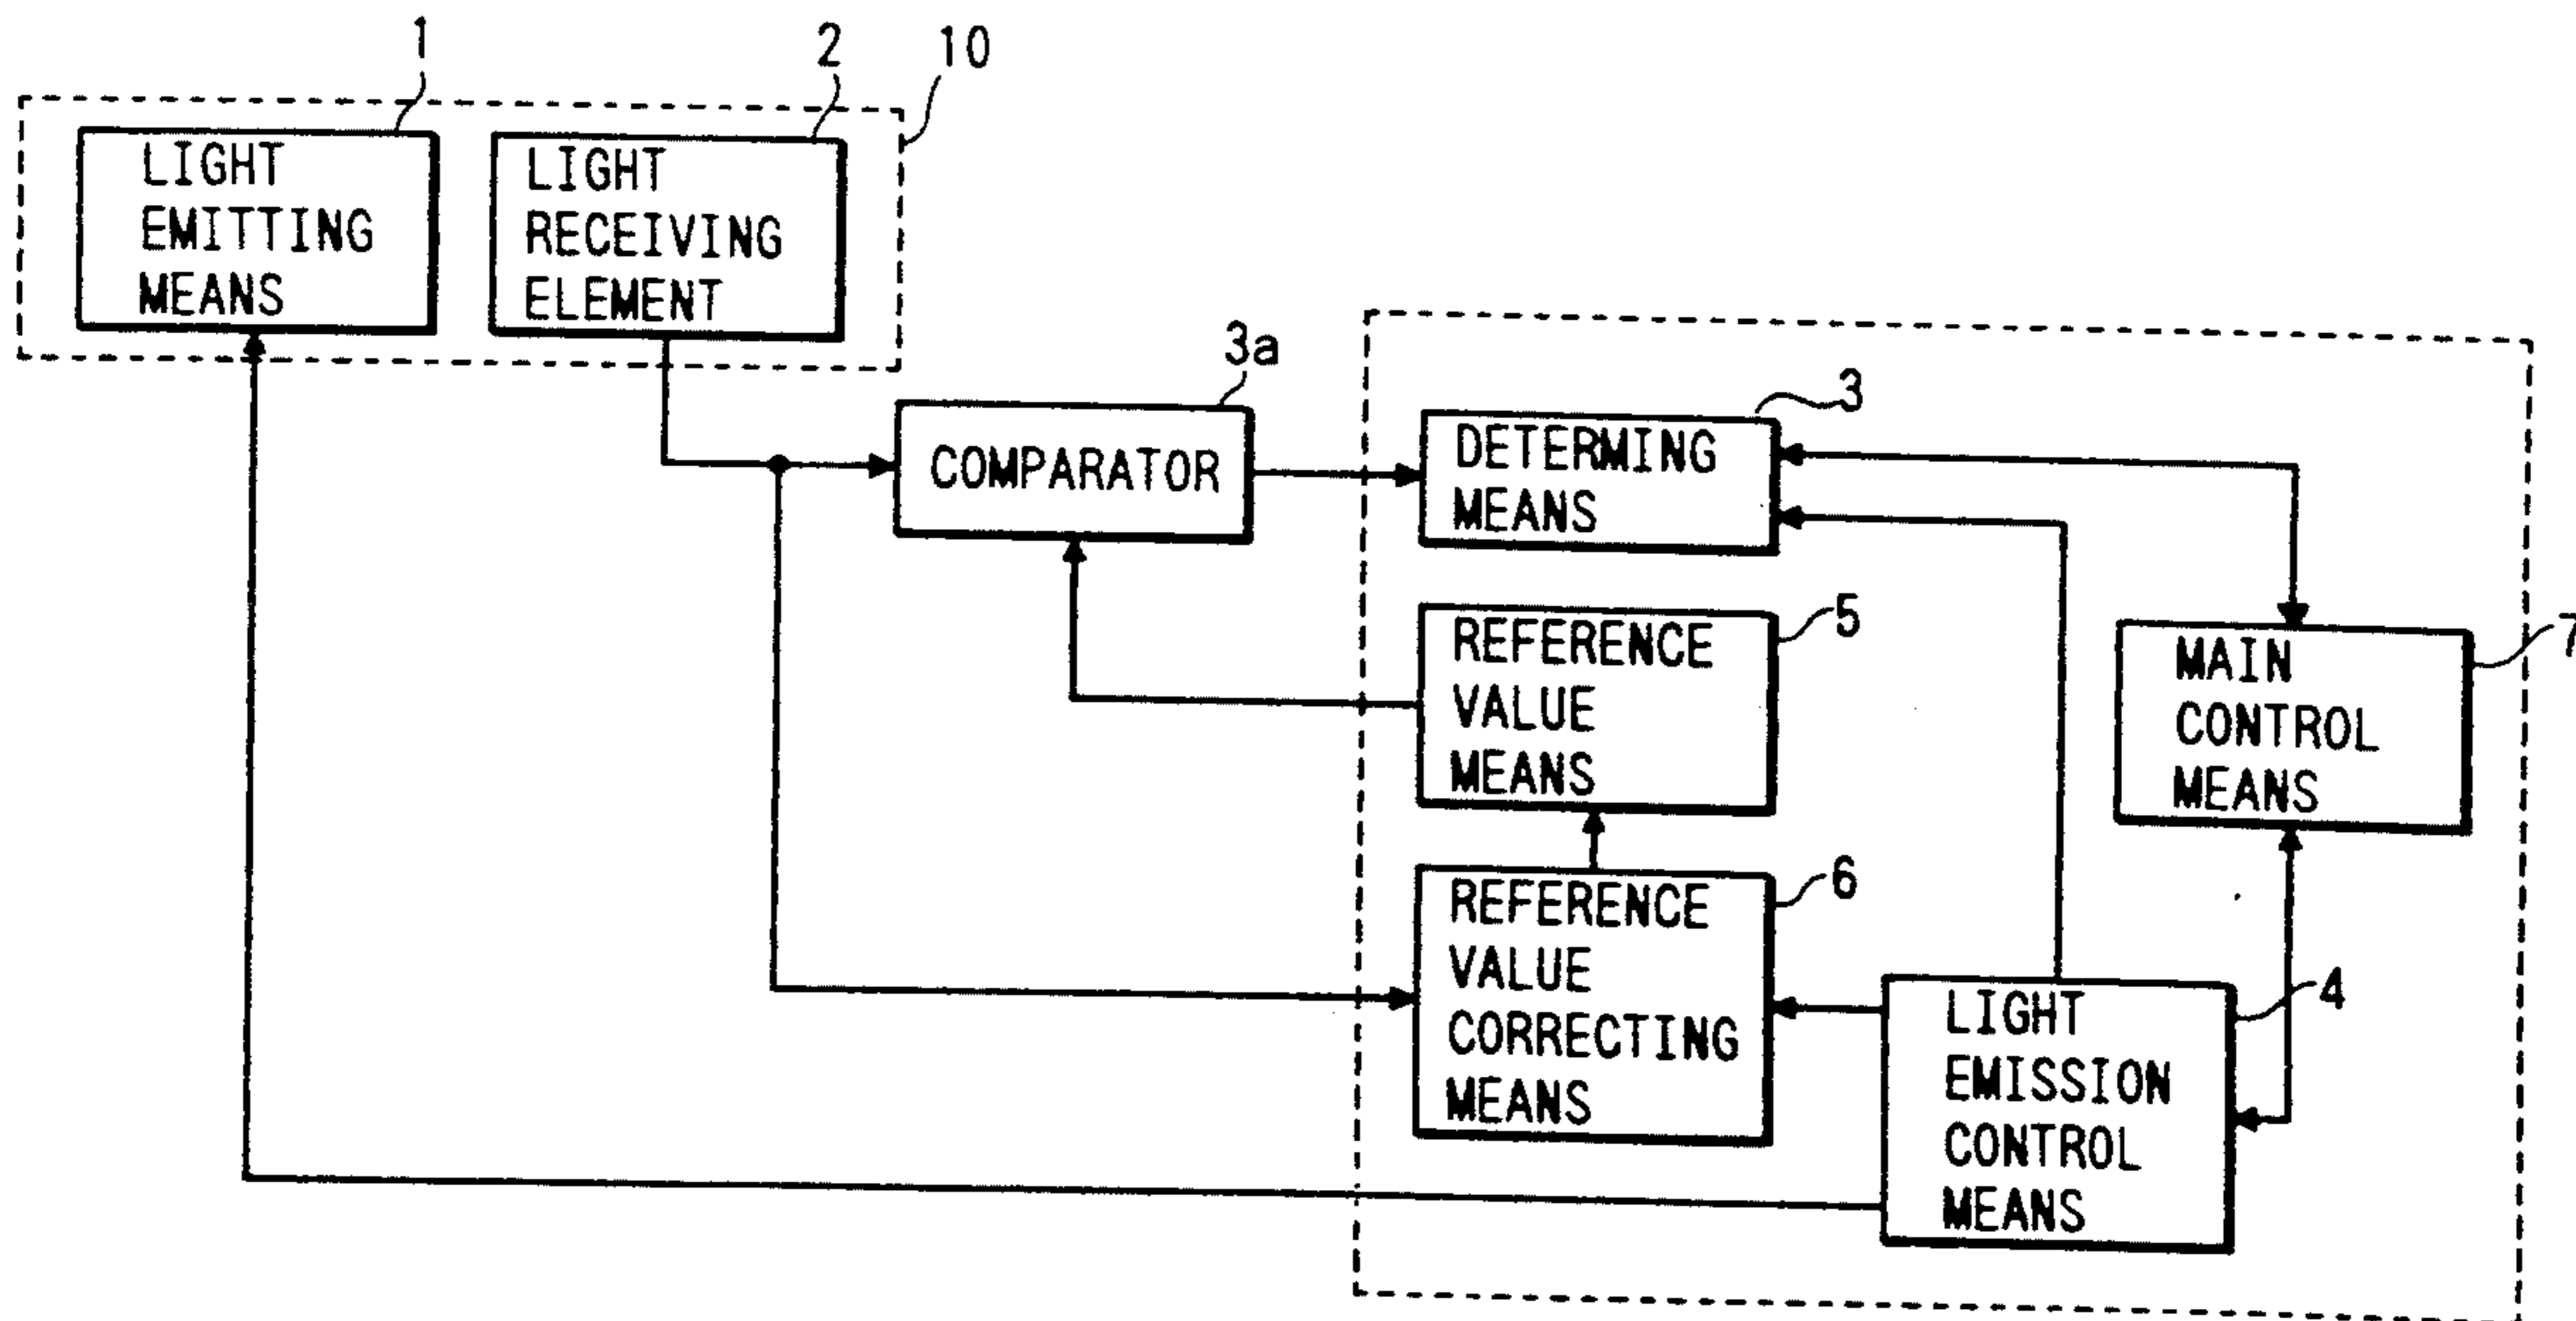 1
2
10
LIGHT
EMITTING
MEANS
LIGHT
RECEIVING
ELEMENT
3a
COMPARATOR
3
DETERMING
MEANS
5
REFERENCE
VALUE
MEANS
7
MAIN
CONTROL
MEANS
6
REFERENCE
VALUE
CORRECTING
MEANS
4
LIGHT
EMISSION
CONTROL
MEANS